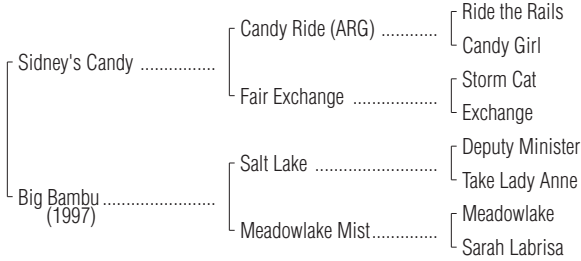 Ride the Rails
Candy Ride (ARG) ............
Candy Girl
Sidney's Candy ................
Storm Cat
Fair Exchange ..................
Exchange
Deputy Minister
Salt Lake ..........................
Take Lady Anne
Big Bambu ........................
(1997)
Meadowlake
Meadowlake Mist..............
Sarah Labrisa